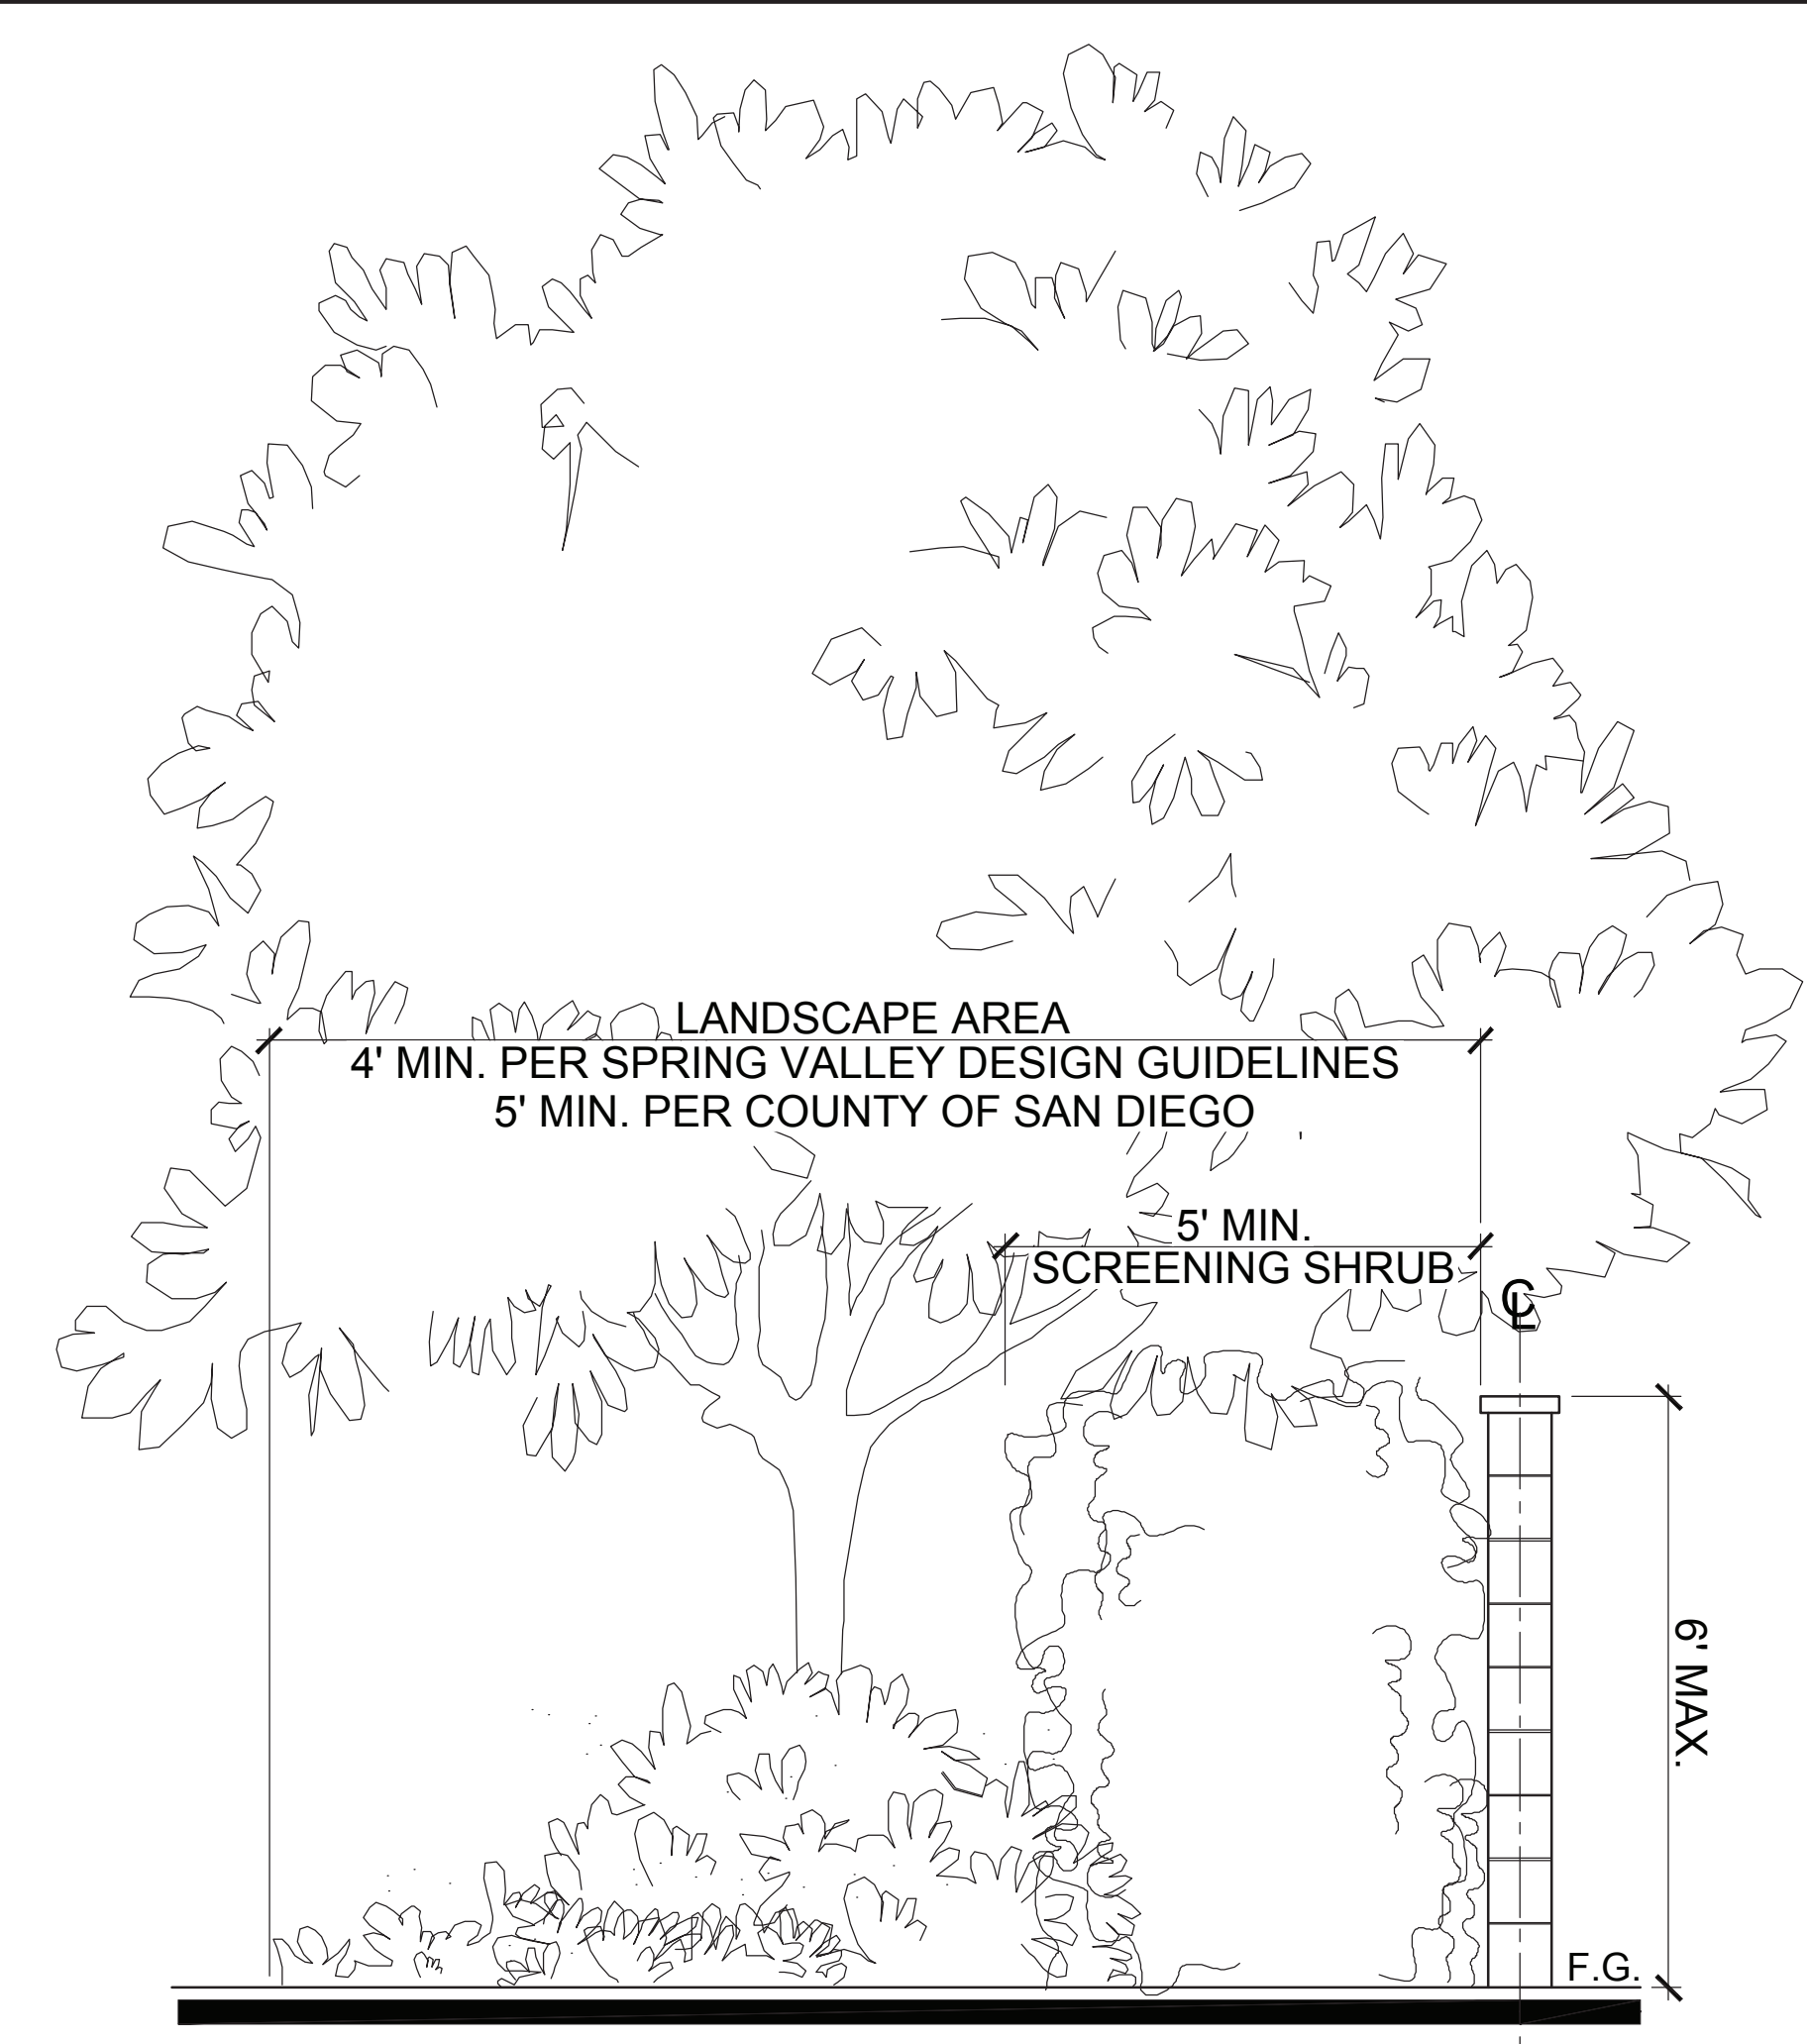 LANDSCAPE AREA
4' MIN. PER SPRING VALLEY DESIGN GUIDELINES
5' MIN. PER COUNTY OF SAN DIEGO
5' MIN.
SCREENING SHRUB
CL
6' MAX.
F.G.